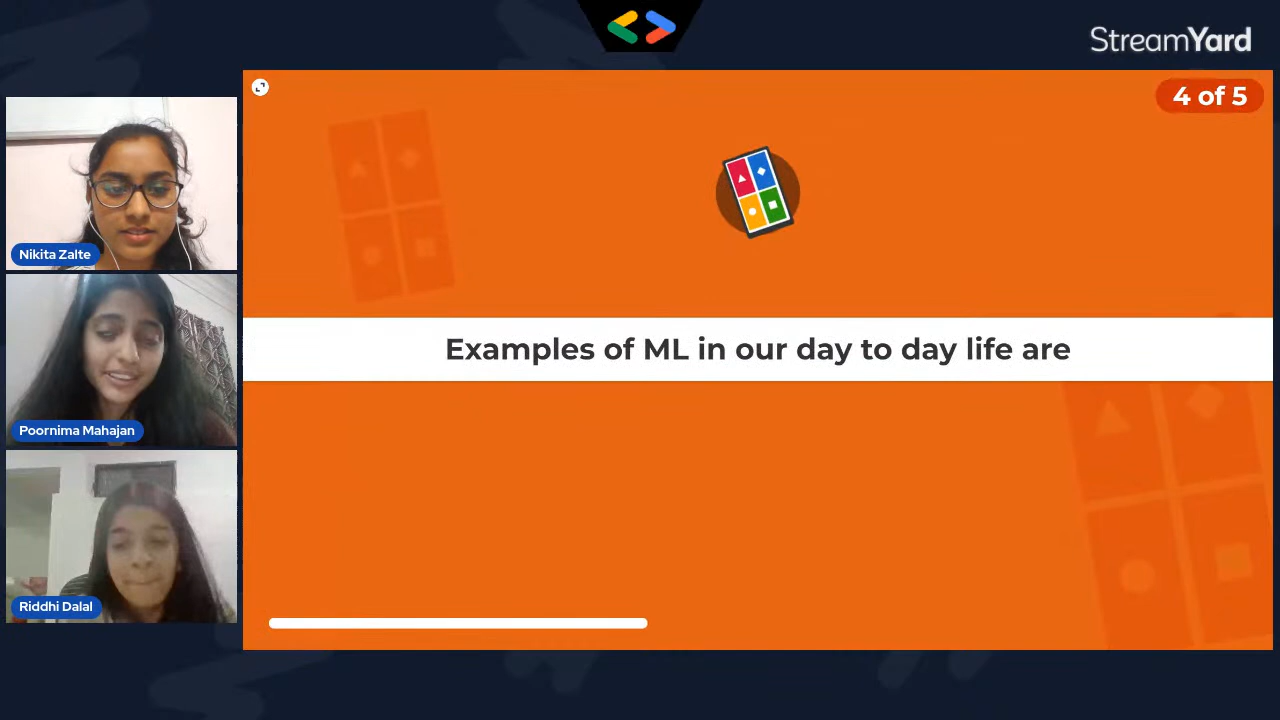 StreamYard
4 of 5
Nikita Zalte
Examples of ML in our day to day life are
Poornima Mahajan
Riddhi Dalal